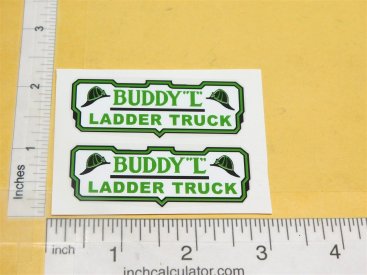 BUDDY "L"
LADDER TRUCK
BUDDY "L"
LADDER TRUCK
Inches
1
2
3
inch 1 2 3 4
inchcalculator.com